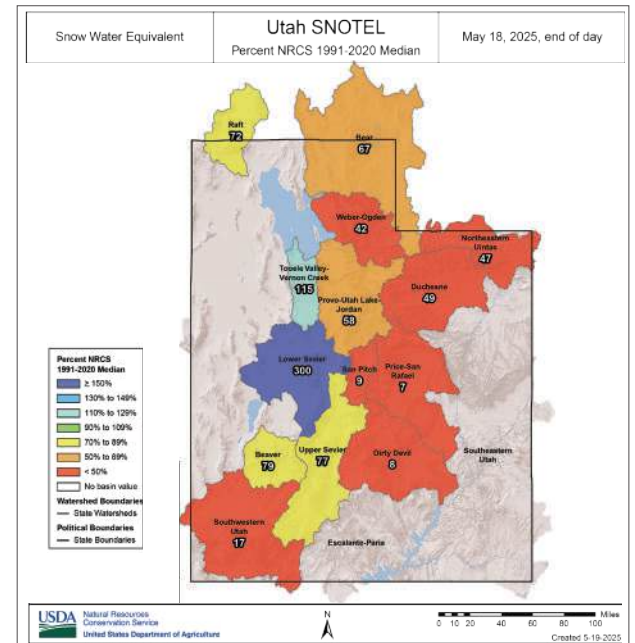 Snow Water Equivalent
Utah SNOTEL
Percent NRCS 1991-2020 Median
May 18, 2025, end of day
Raft
72
Bear
67
Weber-Ogden
42
Northeastern
Uintas
47
Tooele Valley-
Vernon Creek
115
Duchesne
49
Provo-Utah Lake-
Jordan
58
Lower Sevier
300
San Pitch
9
Price-San
Rafael
7
Percent NRCS
1991-2020 Median
≥ 150%
130% to 149%
110% to 129%
90% to 109%
70% to 89%
50% to 69%
< 50%
No basin value
Watershed Boundaries
State Watersheds
Political Boundaries
State Boundaries
Beaver
79
Upper Sevier
77
Dirty Devil
Southeastern
Utah
Southwestern
Utah
17
Escalante-Paria
USDA
Natural Resources
Conservation Service
United States Department of Agriculture
N
Miles
0 10 20 40 60 80 100
Created 5-19-2025